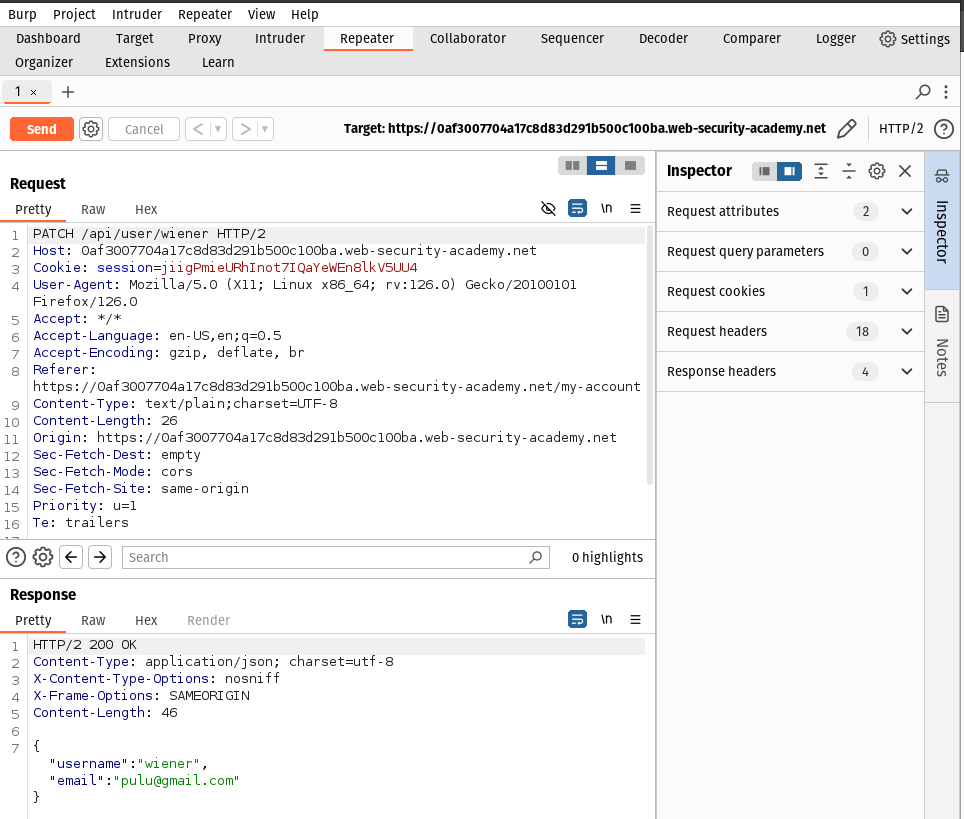 Burp Project Intruder Repeater View Help
Dashboard Target Proxy Intruder Repeater Collaborator Sequencer Decoder Comparer Logger Settings
Organizer Extensions Learn
1 × +
Send Cancel < > Target: https://0af3007704a17c8d83d291b500c100ba.web-security-academy.net HTTP/2 ?
Request
Pretty Raw Hex \n
1 PATCH /api/user/wiener HTTP/2
2 Host: 0af3007704a17c8d83d291b500c100ba.web-security-academy.net
3 Cookie: session=jiigPmieURhInot7IQaYeWEn8lkV5UU4
4 User-Agent: Mozilla/5.0 (X11; Linux x86_64; rv:126.0) Gecko/20100101
Firefox/126.0
5 Accept: */*
6 Accept-Language: en-US,en;q=0.5
7 Accept-Encoding: gzip, deflate, br
8 Referer:
https://0af3007704a17c8d83d291b500c100ba.web-security-academy.net/my-account
9 Content-Type: text/plain;charset=UTF-8
10 Content-Length: 26
11 Origin: https://0af3007704a17c8d83d291b500c100ba.web-security-academy.net
12 Sec-Fetch-Dest: empty
13 Sec-Fetch-Mode: cors
14 Sec-Fetch-Site: same-origin
15 Priority: u=1
16 Te: trailers
? Search 0 highlights
Response
Pretty Raw Hex Render \n
1 HTTP/2 200 OK
2 Content-Type: application/json; charset=utf-8
3 X-Content-Type-Options: nosniff
4 X-Frame-Options: SAMEORIGIN
5 Content-Length: 46
6
7 {
"username":"wiener",
"email":"pulu@gmail.com"
}
Inspector
Request attributes 2
Request query parameters 0
Request cookies 1
Request headers 18
Response headers 4
Inspector
Notes